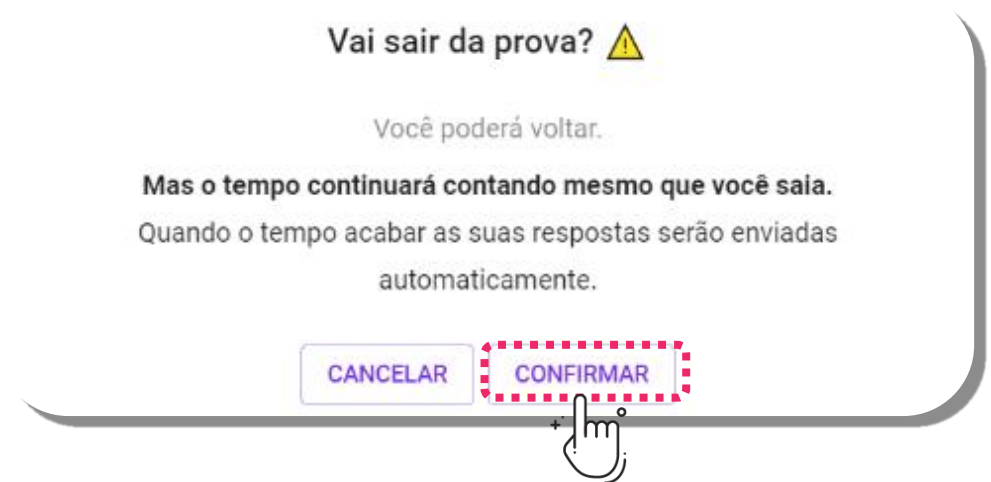 Vai sair da prova? ⚠
Você poderá voltar.
Mas o tempo continuará contando mesmo que você saia.
Quando o tempo acabar as suas respostas serão enviadas
automaticamente.
CANCELAR CONFIRMAR